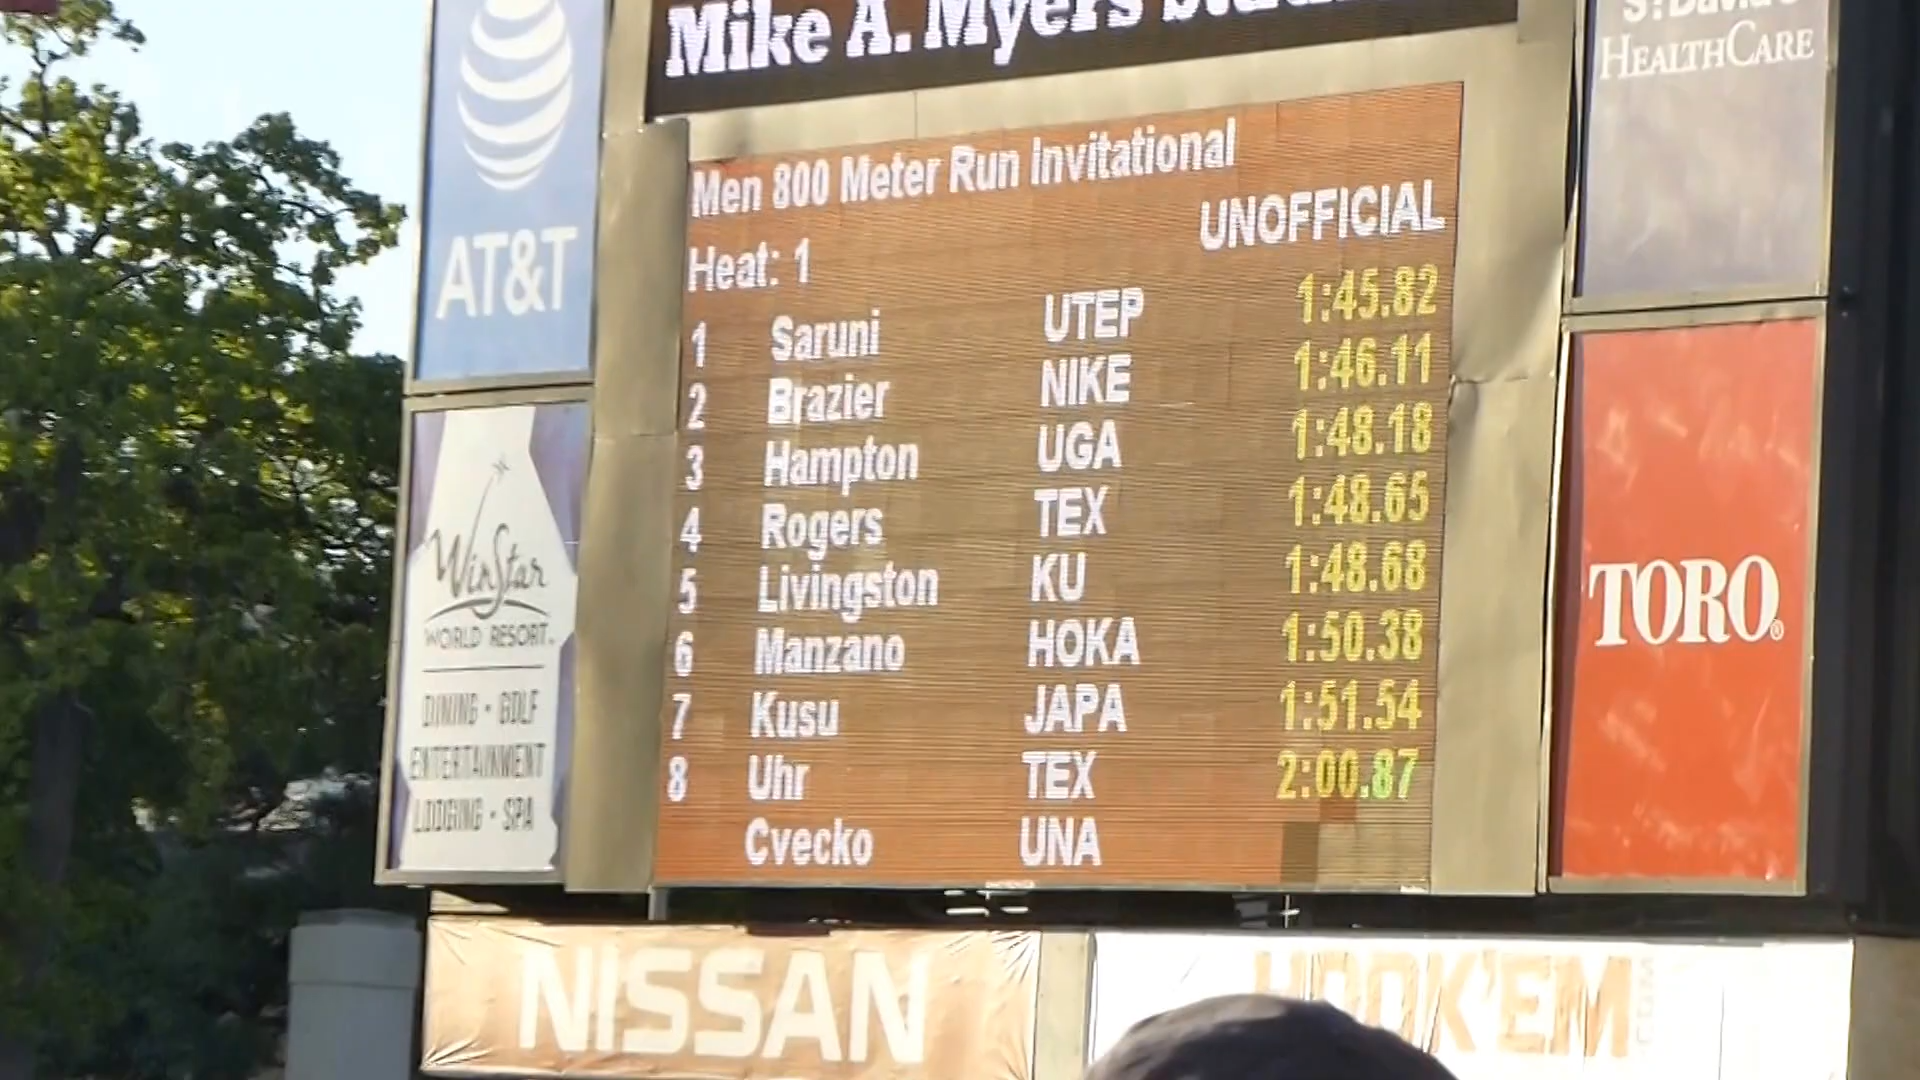 Mike A. Myers
St David's
HEALTHCARE
AT&T
Men 800 Meter Run Invitational
UNOFFICIAL
Heat: 1
1 Saruni UTEP 1:45.82
2 Brazier NIKE 1:46.11
3 Hampton UGA 1:48.18
4 Rogers TEX 1:48.65
5 Livingston KU 1:48.68
6 Manzano HOKA 1:50.38
7 Kusu JAPA 1:51.54
8 Uhr TEX 2:00.87
Cvecko UNA
WinStar
WORLD RESORT
DINING • GOLF
ENTERTAINMENT
LODGING • SPA
TORO®
NISSAN
HOOK'EM